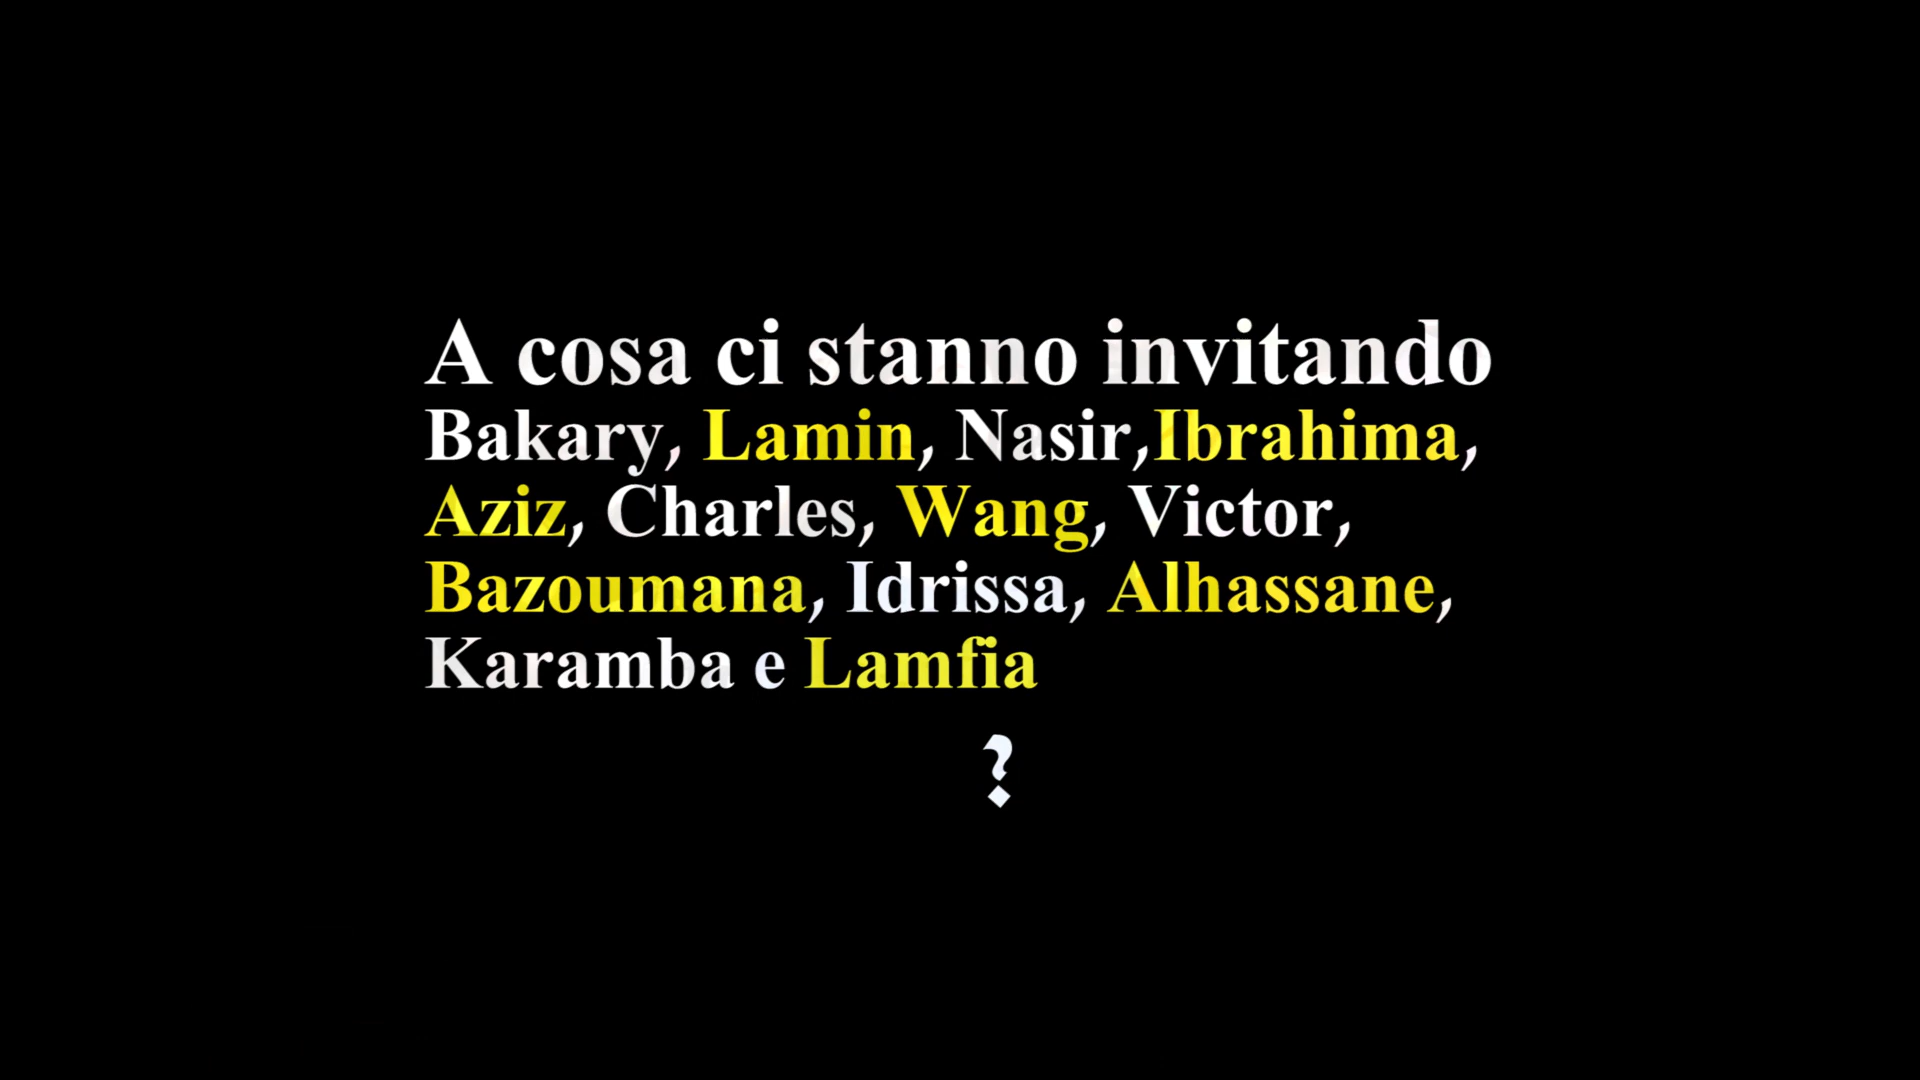 A cosa ci stanno invitando
Bakary, Lamin, Nasir,Ibrahima,
Aziz, Charles, Wang, Victor,
Bazoumana, Idrissa, Alhassane,
Karamba e Lamfia
?